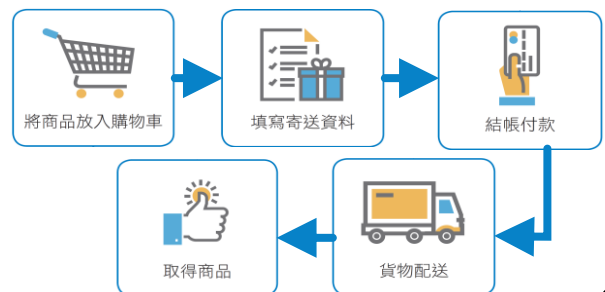 將商品放入購物車
填寫寄送資料
結帳付款
貨物配送
取得商品